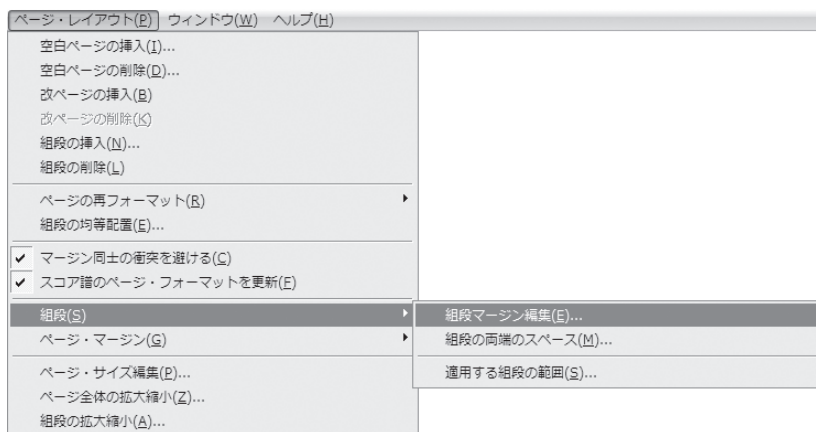 ページ・レイアウト(P) ウィンドウ(W) ヘルプ(H)
空白ページの挿入(I)...
空白ページの削除(D)...
改ページの挿入(B)
改ページの削除(K)
組段の挿入(N)...
組段の削除(L)
ページの再フォーマット(R)
組段の均等配置(E)...
マージン同士の衝突を避ける(C)
スコア譜のページ・フォーマットを更新(F)
組段(S)
ページ・マージン(G)
ページ・サイズ編集(P)...
ページ全体の拡大縮小(Z)...
組段の拡大縮小(A)...
組段マージン編集(E)...
組段の両端のスペース(M)...
適用する組段の範囲(S)...